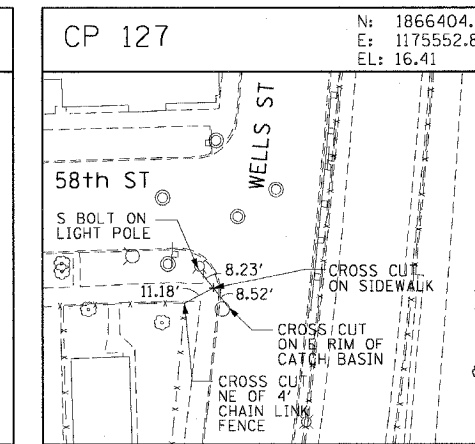 CP 127
N: 1866404.
E: 1175552.8
EL: 16.41
WELLS ST
58th ST
S BOLT ON
LIGHT POLE
8.23'
11.18'
8.52'
CROSS CUT
ON SIDEWALK
CROSS CUT
ON E RIM OF
CATCH BASIN
CROSS CUT
NE OF 4'
CHAIN LINK
FENCE